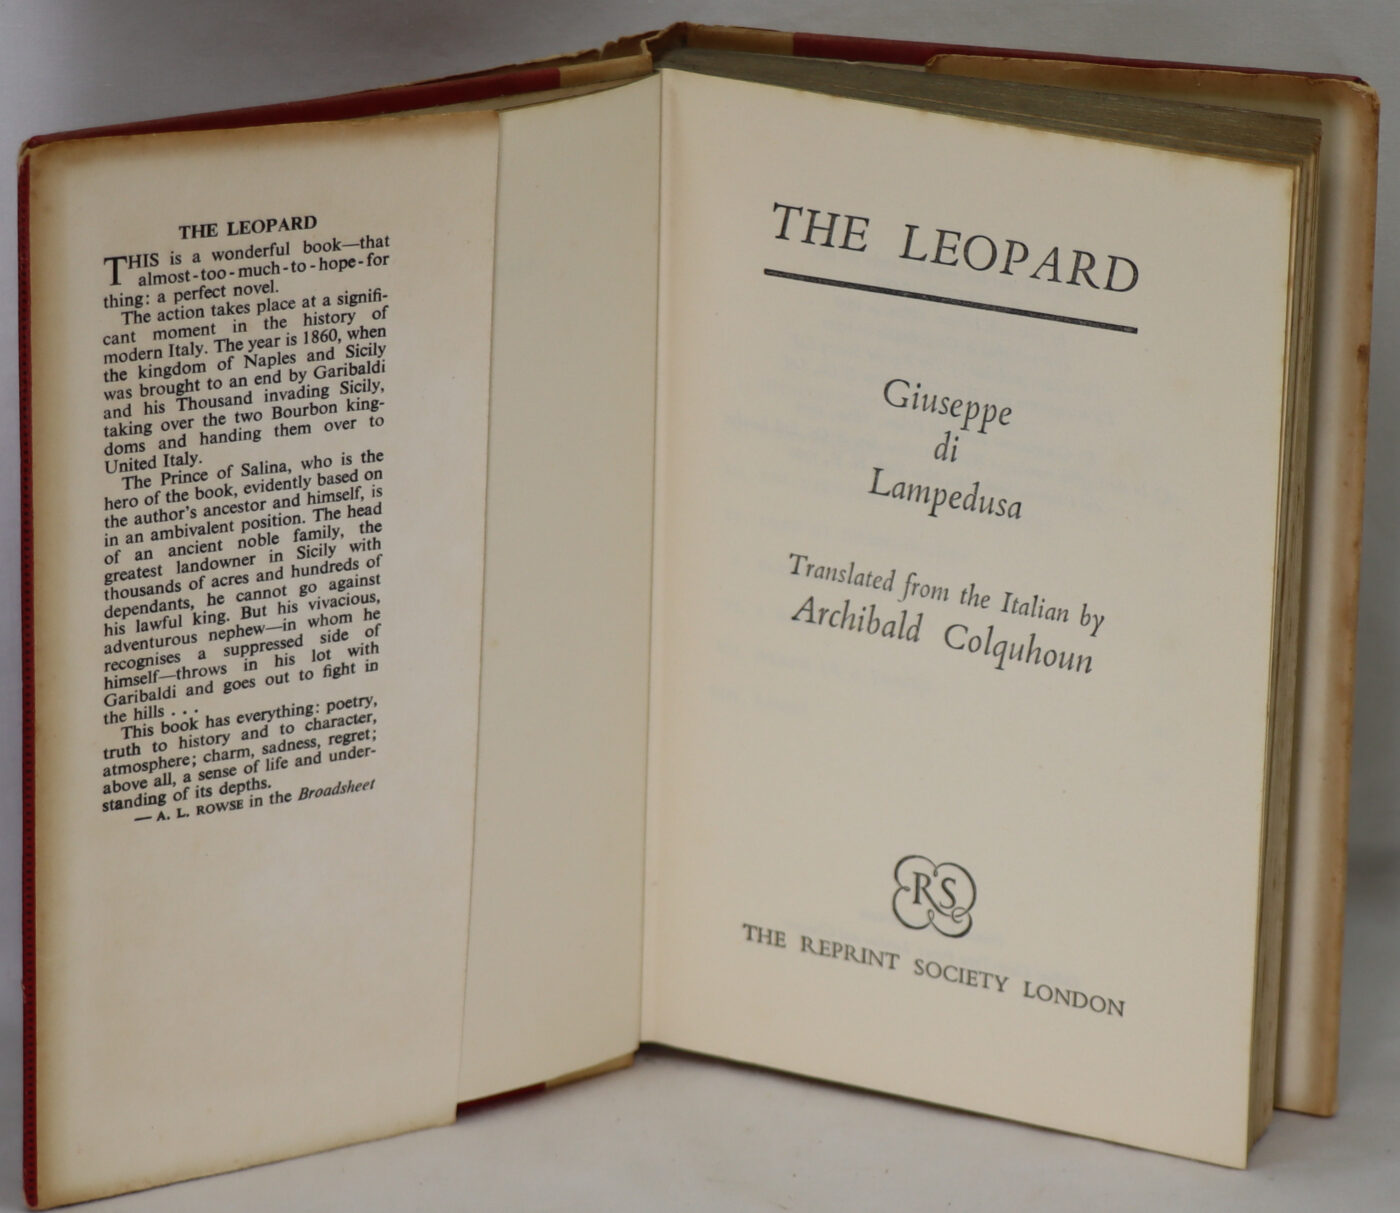 THE LEOPARD
THIS is a wonderful book—that
almost-too-much-to-hope-for
thing: a perfect novel.
The action takes place at a signifi-
cant moment in the history of
modern Italy. The year is 1860, when
the kingdom of Naples and Sicily
was brought to an end by Garibaldi
and his Thousand invading Sicily,
taking over the two Bourbon king-
doms and handing them over to
United Italy.
The Prince of Salina, who is the
hero of the book, evidently based on
the author's ancestor and himself, is
in an ambivalent position. The head
of an ancient noble family, the
greatest landowner in Sicily with
thousands of acres and hundreds of
dependants, he cannot go against
his lawful king. But his vivacious,
adventurous nephew—in whom he
recognises a suppressed side of
himself—throws in his lot with
Garibaldi and goes out to fight in
the hills . . .
This book has everything: poetry,
truth to history and to character,
atmosphere; charm, sadness, regret;
above all, a sense of life and under-
standing of its depths.
— A. L. ROWSE in the Broadsheet
THE LEOPARD
Giuseppe
di
Lampedusa
Translated from the Italian by
Archibald Colquhoun
RS
THE REPRINT SOCIETY LONDON